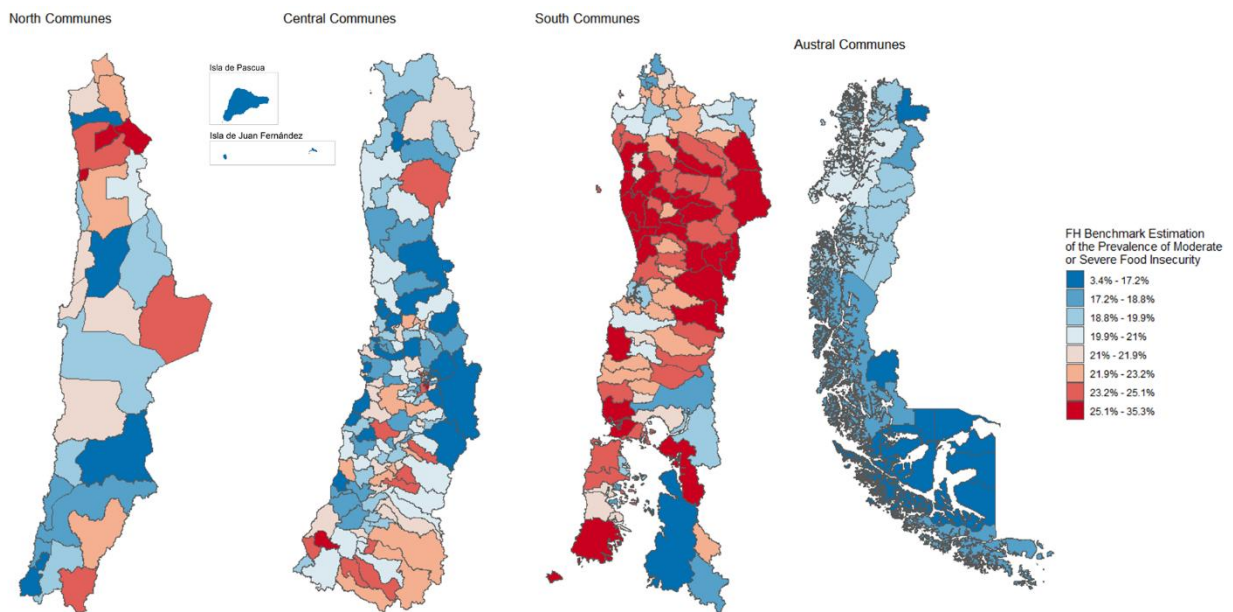 North Communes
Central Communes
South Communes
Austral Communes
Isla de Pascua
Isla de Juan Fernández
FH Benchmark Estimation
of the Prevalence of Moderate
or Severe Food Insecurity
3.4% - 17.2%
17.2% - 18.8%
18.8% - 19.9%
19.9% - 21%
21% - 21.9%
21.9% - 23.2%
23.2% - 25.1%
25.1% - 35.3%